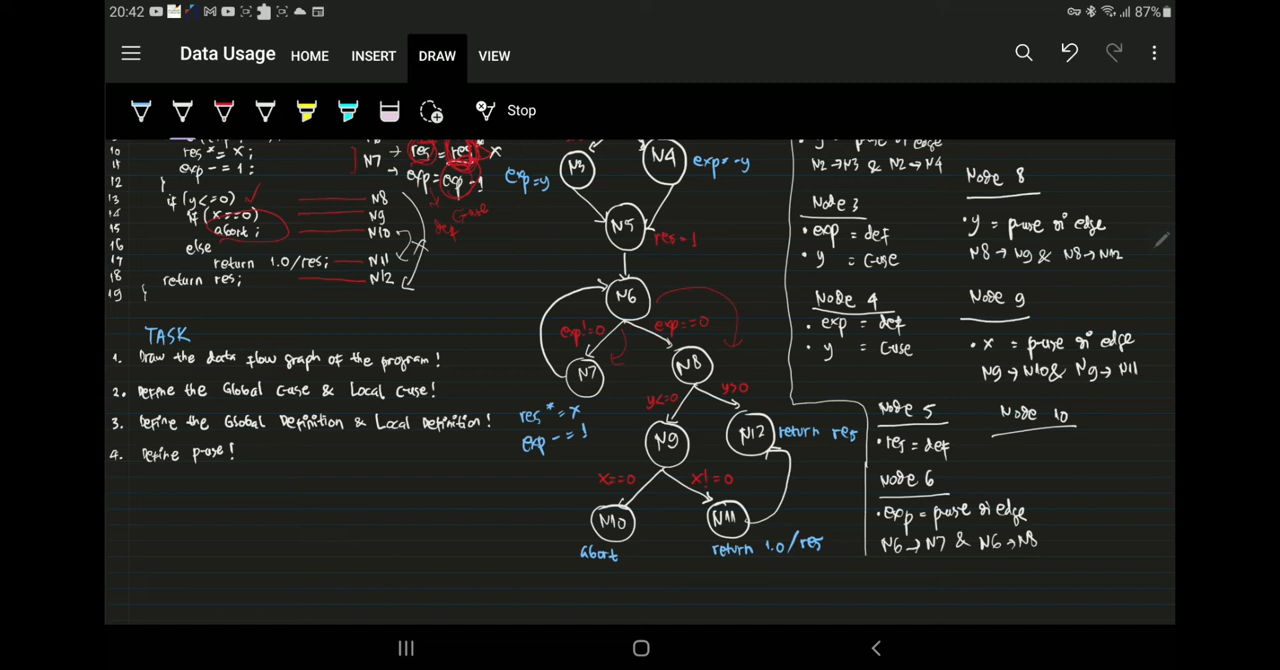 20:42
87%
Data Usage
HOME
INSERT
DRAW
VIEW
Stop
10 res *= x;
11 exp -= 1;
12 }
13 if (y<=0)
14 if (x==0)
15 abort;
16 else
17 return 1.0/res;
18 return res;
19 }
N7 → res = res * x
→ exp = exp - 1
def
C-use
N8
N9
N10
N11
N12
TASK
1. Draw the data flow graph of the program!
2. Define the Global C-use & Local C-use!
3. Define the Global Definition & Local Definition!
4. Define p-use!
N3
exp=y
N4
exp=-y
N5
res=1
N6
exp!=0
exp==0
N7
res *= x
exp -= 1
N8
y<=0
y>0
N9
N12
return res
x==0
x!=0
N10
abort
N11
return 1.0/res
N2→N3 & N2→N4
Node 3
• exp = def
• y = C-use
Node 4
• exp = def
• y = C-use
Node 5
• res = def
Node 6
• exp = p-use di edge
N6→N7 & N6→N8
Node 8
• y = p-use di edge
N8→N9 & N8→N12
Node 9
• x = p-use di edge
N9→N10 & N9→N11
Node 10